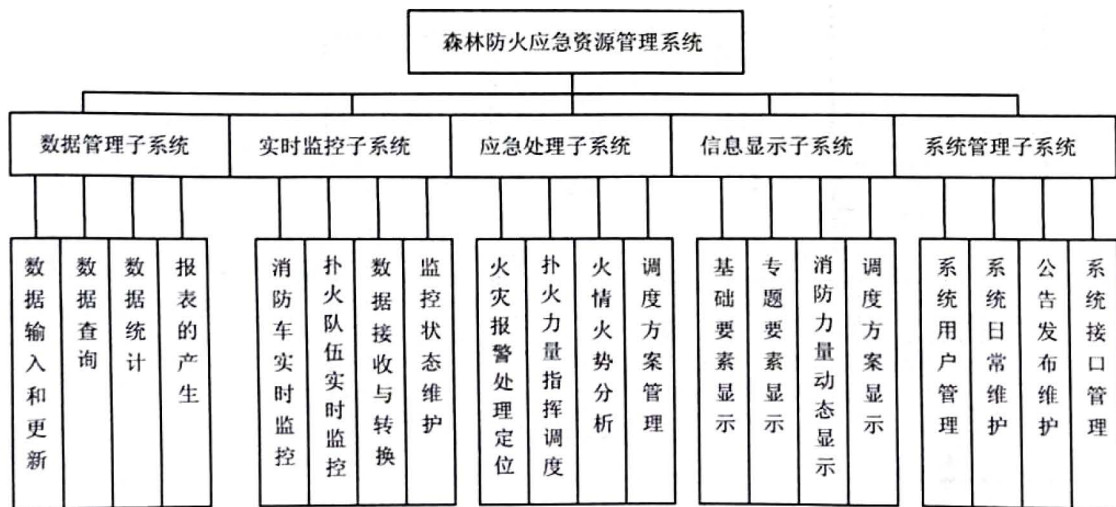 森林防火应急资源管理系统
数据管理子系统
实时监控子系统
应急处理子系统
信息显示子系统
系统管理子系统
数据输入和更新
数据查询
数据统计
报表的产生
消防车实时监控
扑火队伍实时监控
数据接收与转换
监控状态维护
火灾报警处理定位
扑火力量指挥调度
火情火势分析
调度方案管理
基础要素显示
专题要素显示
消防力量动态显示
调度方案显示
系统用户管理
系统日常维护
公告发布维护
系统接口管理